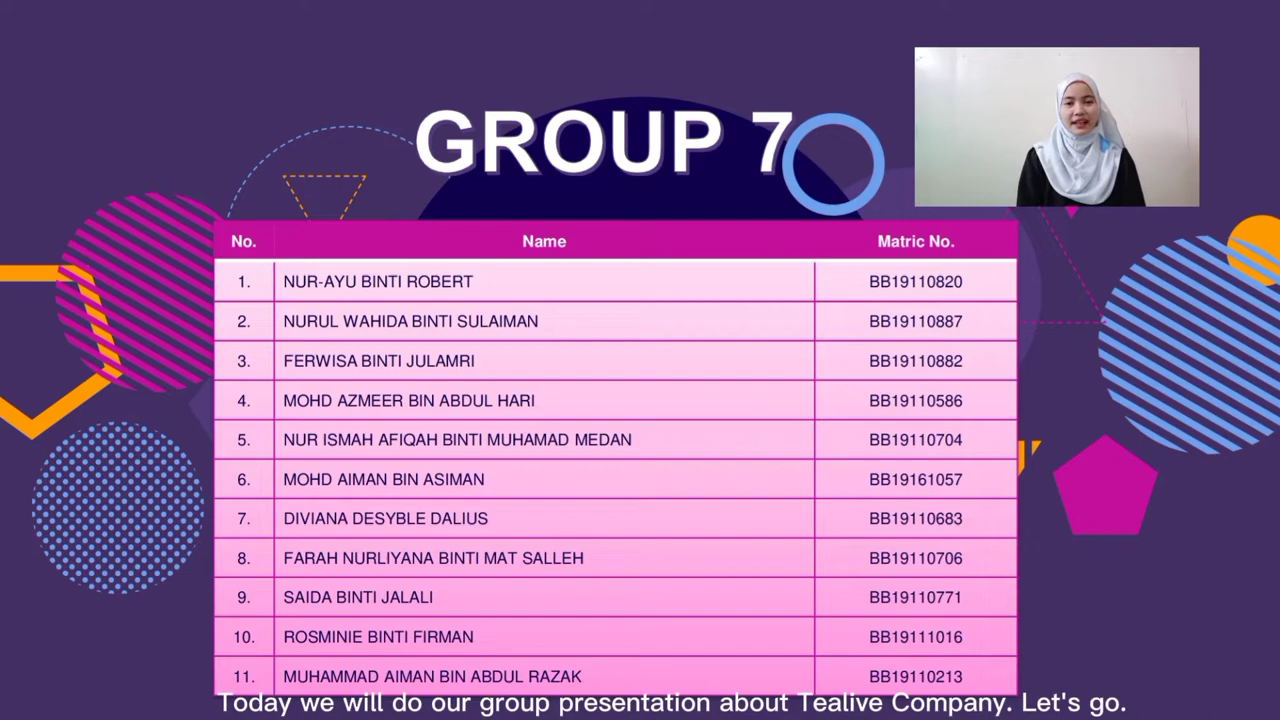 GROUP 7
No. Name Matric No.
1. NUR-AYU BINTI ROBERT BB19110820
2. NURUL WAHIDA BINTI SULAIMAN BB19110887
3. FERWISA BINTI JULAMRI BB19110882
4. MOHD AZMEER BIN ABDUL HARI BB19110586
5. NUR ISMAH AFIQAH BINTI MUHAMAD MEDAN BB19110704
6. MOHD AIMAN BIN ASIMAN BB19161057
7. DIVIANA DESYBLE DALIUS BB19110683
8. FARAH NURLIYANA BINTI MAT SALLEH BB19110706
9. SAIDA BINTI JALALI BB19110771
10. ROSMINIE BINTI FIRMAN BB19111016
11. MUHAMMAD AIMAN BIN ABDUL RAZAK BB19110213
Today we will do our group presentation about Tealive Company. Let's go.